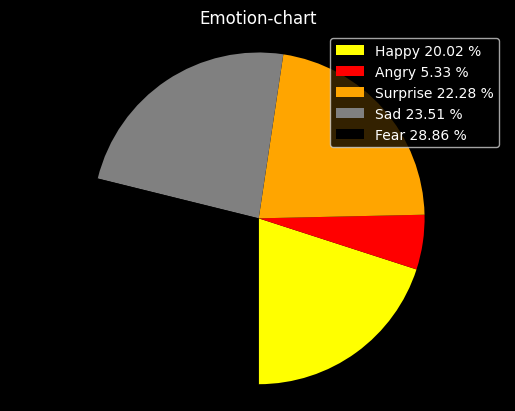 Emotion-chart
Happy 20.02 %
Angry 5.33 %
Surprise 22.28 %
Sad 23.51 %
Fear 28.86 %